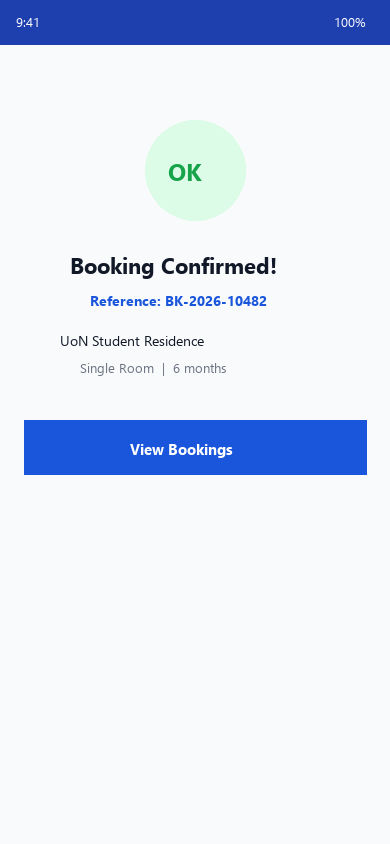 9:41 100%
OK
Booking Confirmed!
Reference: BK-2026-10482
UoN Student Residence
Single Room | 6 months
View Bookings